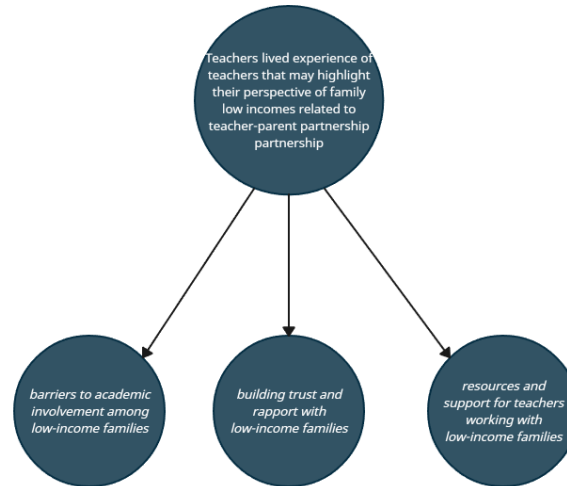 Teachers lived experience of
teachers that may highlight
their perspective of family
low incomes related to
teacher-parent partnership
partnership
barriers to academic
involvement among
low-income families
building trust and
rapport with
low-income families
resources and
support for teachers
working with
low-income families